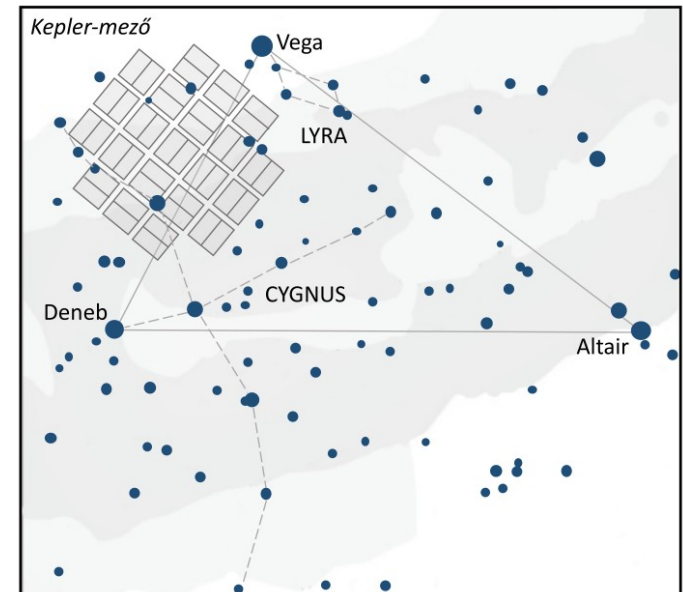 Kepler-mező
Vega
LYRA
CYGNUS
Deneb
Altair